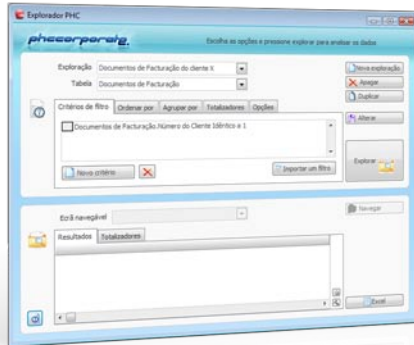 Explorador PHC
phccorporate.
Escolha as opções e pressione explorar para analisar os dados
Exploração Documentos de Facturação do cliente X
Nova exploração
Tabela Documentos de Facturação
Apagar
Duplicar
Critérios de filtro Ordenar por Agrupar por Totalizadores Opções
Alterar
Documentos de Facturação.Número do Cliente Idêntico a 1
Explorar
Novo critério
Importar um filtro
Ecrã navegável
Navegar
Resultados Totalizadores
Excel